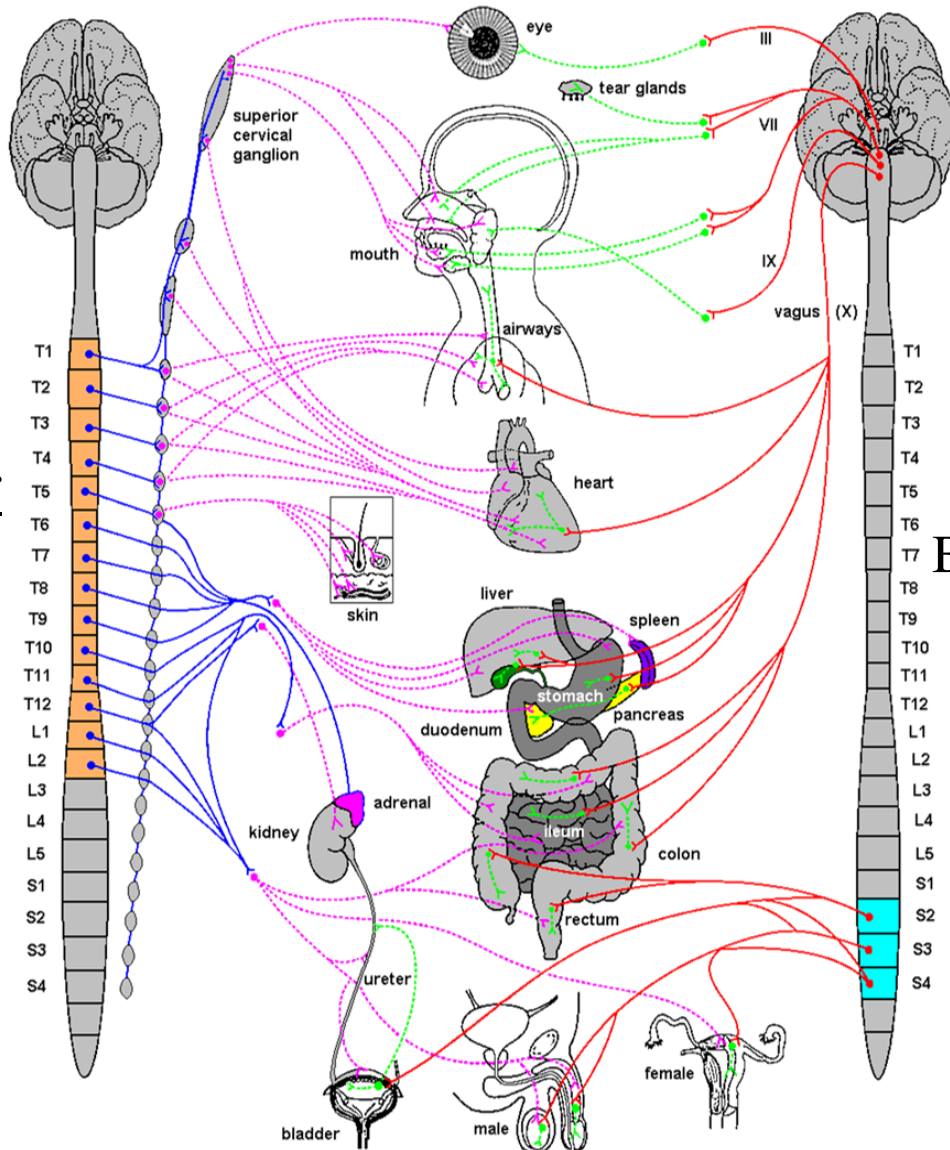 eye
III
tear glands
superior
cervical
ganglion
VII
mouth
IX
vagus (X)
airways
T1
T2
T3
T4
T5
T6
T7
T8
T9
T10
T11
T12
L1
L2
L3
L4
L5
S1
S2
S3
S4
heart
skin
liver
spleen
stomach
pancreas
duodenum
adrenal
kidney
ileum
colon
rectum
ureter
bladder
male
female
T1
T2
T3
T4
T5
T6
T7
T8
T9
T10
T11
T12
L1
L2
L3
L4
L5
S1
S2
S3
S4